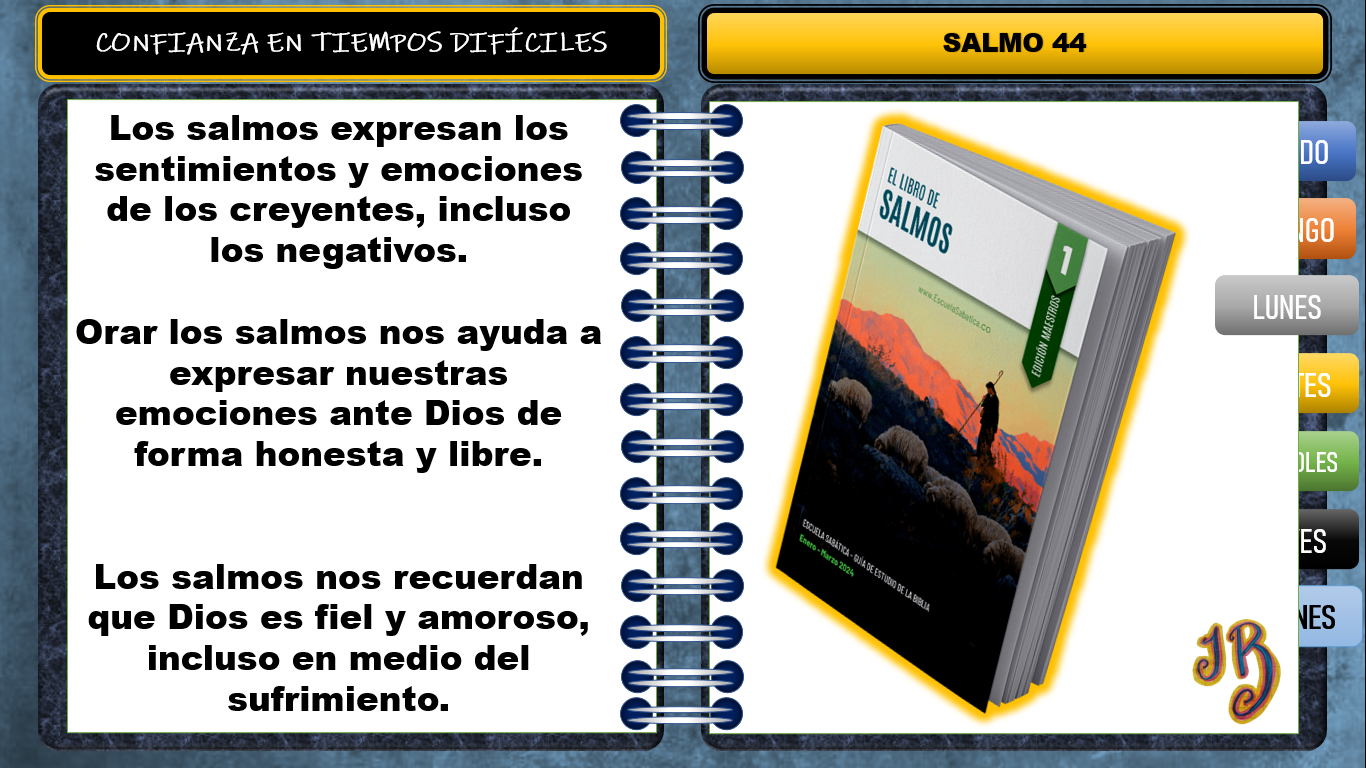 CONFIANZA EN TIEMPOS DIFÍCILES
SALMO 44
Los salmos expresan los
sentimientos y emociones
de los creyentes, incluso
los negativos.
Orar los salmos nos ayuda a
expresar nuestras
emociones ante Dios de
forma honesta y libre.
Los salmos nos recuerdan
que Dios es fiel y amoroso,
incluso en medio del
sufrimiento.
EL LIBRO DE
SALMOS
1
EDICIÓN MAESTROS
www.EscuelaSabatica.co
ESCUELA SABÁTICA - GUÍA DE ESTUDIO DE LA BIBLIA
Enero - Marzo 2024
DO
NGO
LUNES
TES
OLES
ES
NES
JB